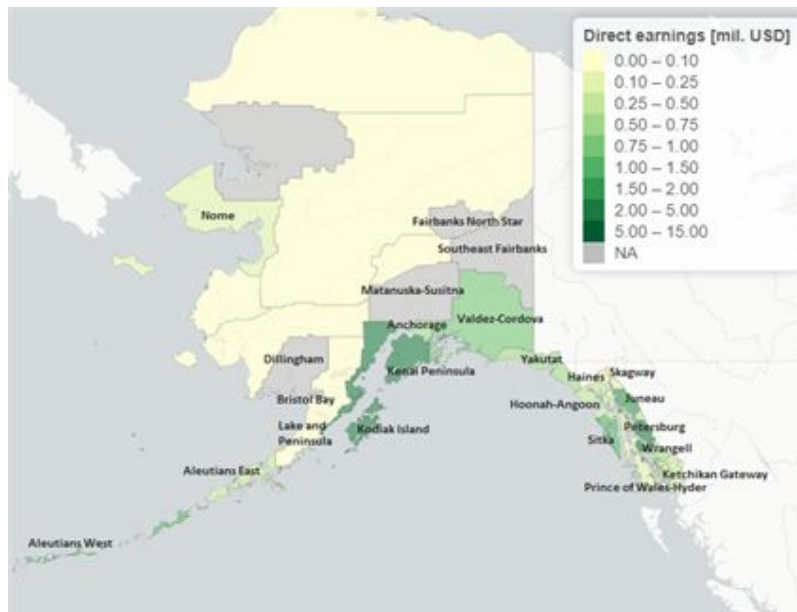 Direct earnings [mil. USD]
0.00 – 0.10
0.10 – 0.25
0.25 – 0.50
0.50 – 0.75
0.75 – 1.00
1.00 – 1.50
1.50 – 2.00
2.00 – 5.00
5.00 – 15.00
NA
Nome
Fairbanks North Star
Southeast Fairbanks
Matanuska-Susitna
Valdez-Cordova
Anchorage
Dillingham
Kenai Peninsula
Yakutat
Haines
Skagway
Bristol Bay
Hoonah-Angoon
Juneau
Lake and
Peninsula
Kodiak Island
Petersburg
Sitka
Wrangell
Aleutians East
Ketchikan Gateway
Prince of Wales-Hyder
Aleutians West